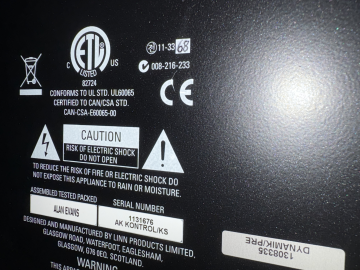 ETL
C US
LISTED
82724
CONFORMS TO UL STD. UL60065
CERTIFIED TO CAN/CSA STD.
CAN-CSA-E60065-00
11-33 68
008-216-233
CE
CAUTION
RISK OF ELECTRIC SHOCK
DO NOT OPEN
TO REDUCE THE RISK OF FIRE OR ELECTRIC SHOCK DO
NOT EXPOSE THIS APPLIANCE TO RAIN OR MOISTURE.
ASSEMBLED TESTED PACKED
SERIAL NUMBER
ALAN EVANS
1131676
AK KONTROL/KS
DESIGNED AND MANUFACTURED BY LINN PRODUCTS LIMITED,
GLASGOW ROAD, WATERFOOT, EAGLESHAM,
GLASGOW, G76 0EQ, SCOTLAND.
WARNING
THIS APP
1308335
DYNAMIK/PRE